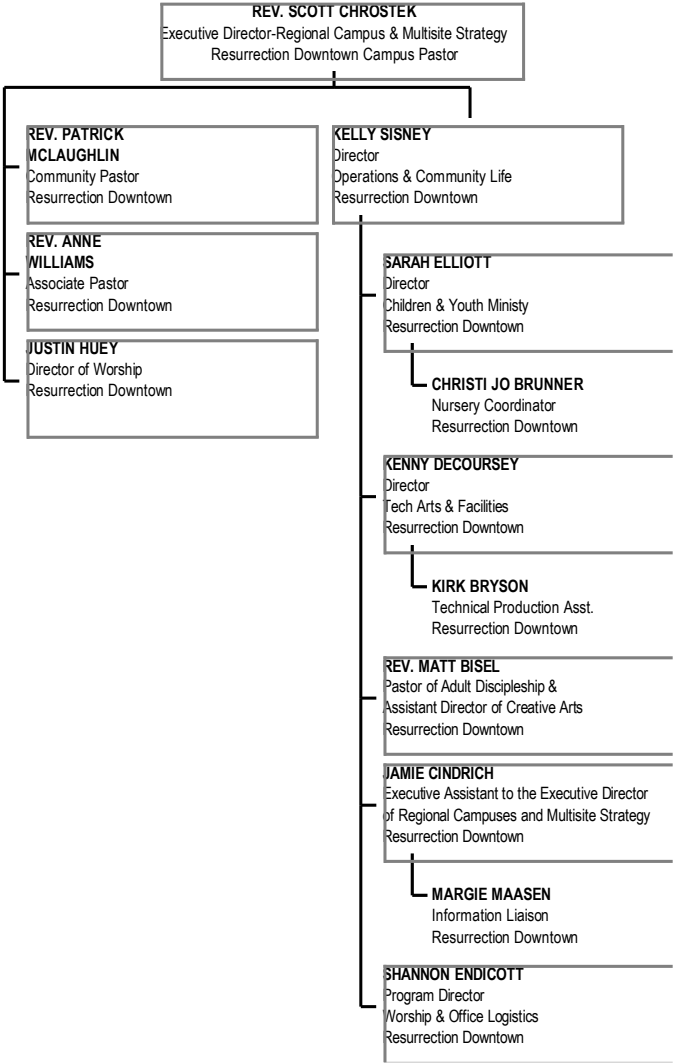 REV. SCOTT CHROSTEK
Executive Director-Regional Campus & Multisite Strategy
Resurrection Downtown Campus Pastor
REV. PATRICK
MCLAUGHLIN
Community Pastor
Resurrection Downtown
REV. ANNE
WILLIAMS
Associate Pastor
Resurrection Downtown
JUSTIN HUEY
Director of Worship
Resurrection Downtown
KELLY SISNEY
Director
Operations & Community Life
Resurrection Downtown
SARAH ELLIOTT
Director
Children & Youth Ministy
Resurrection Downtown
CHRISTI JO BRUNNER
Nursery Coordinator
Resurrection Downtown
KENNY DECOURSEY
Director
Tech Arts & Facilities
Resurrection Downtown
KIRK BRYSON
Technical Production Asst.
Resurrection Downtown
REV. MATT BISEL
Pastor of Adult Discipleship &
Assistant Director of Creative Arts
Resurrection Downtown
JAMIE CINDRICH
Executive Assistant to the Executive Director
of Regional Campuses and Multisite Strategy
Resurrection Downtown
MARGIE MAASEN
Information Liaison
Resurrection Downtown
SHANNON ENDICOTT
Program Director
Worship & Office Logistics
Resurrection Downtown